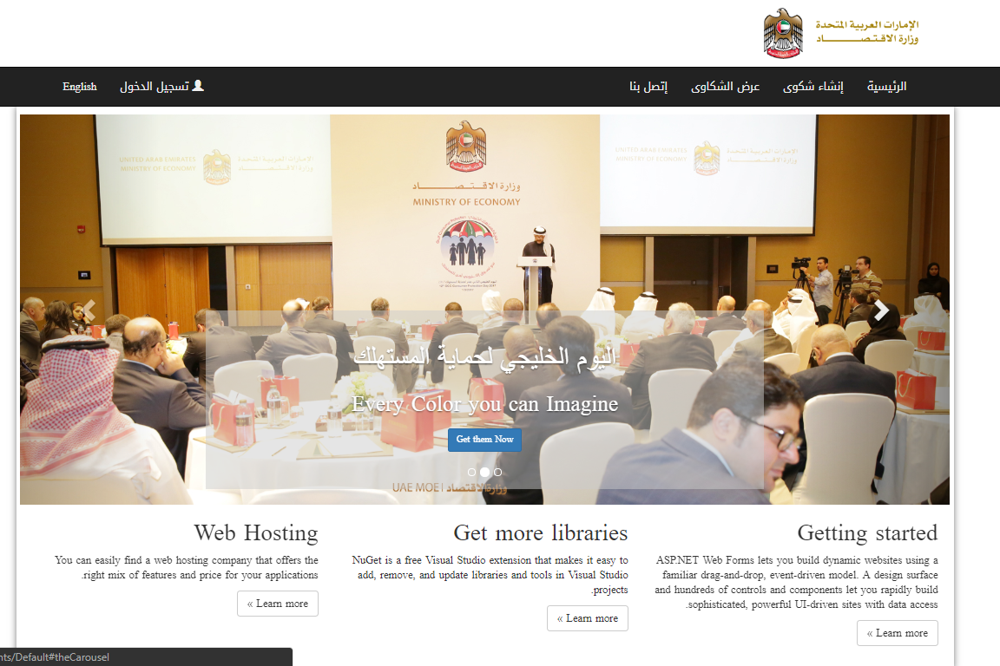 الإمارات العربية المتحدة
وزارة الاقـتـصــــــــاد
الرئيسية
إنشاء شكوى
عرض الشكاوى
إتصل بنا
تسجيل الدخول
English
UNITED ARAB EMIRATES
MINISTRY OF ECONOMY
الإمارات العربية المتحدة
وزارة الاقـتـصــــــــاد
وزارة الاقـتـصــــــــاد
MINISTRY OF ECONOMY
UNITED ARAB EMIRATES
MINISTRY OF ECONOMY
الإمارات العربية المتحدة
وزارة الاقـتـصــــــــاد
اليوم الخليجي لحماية المستهلك
Every Color you can Imagine
Get them Now
UAE MOE | وزارة الاقتصاد
Getting started
ASP.NET Web Forms lets you build dynamic websites using a
familiar drag-and-drop, event-driven model. A design surface
and hundreds of controls and components let you rapidly build
.sophisticated, powerful UI-driven sites with data access
« Learn more
Get more libraries
NuGet is a free Visual Studio extension that makes it easy to
add, remove, and update libraries and tools in Visual Studio
.projects
« Learn more
Web Hosting
You can easily find a web hosting company that offers the
.right mix of features and price for your applications
« Learn more
nts/Default#theCarousel